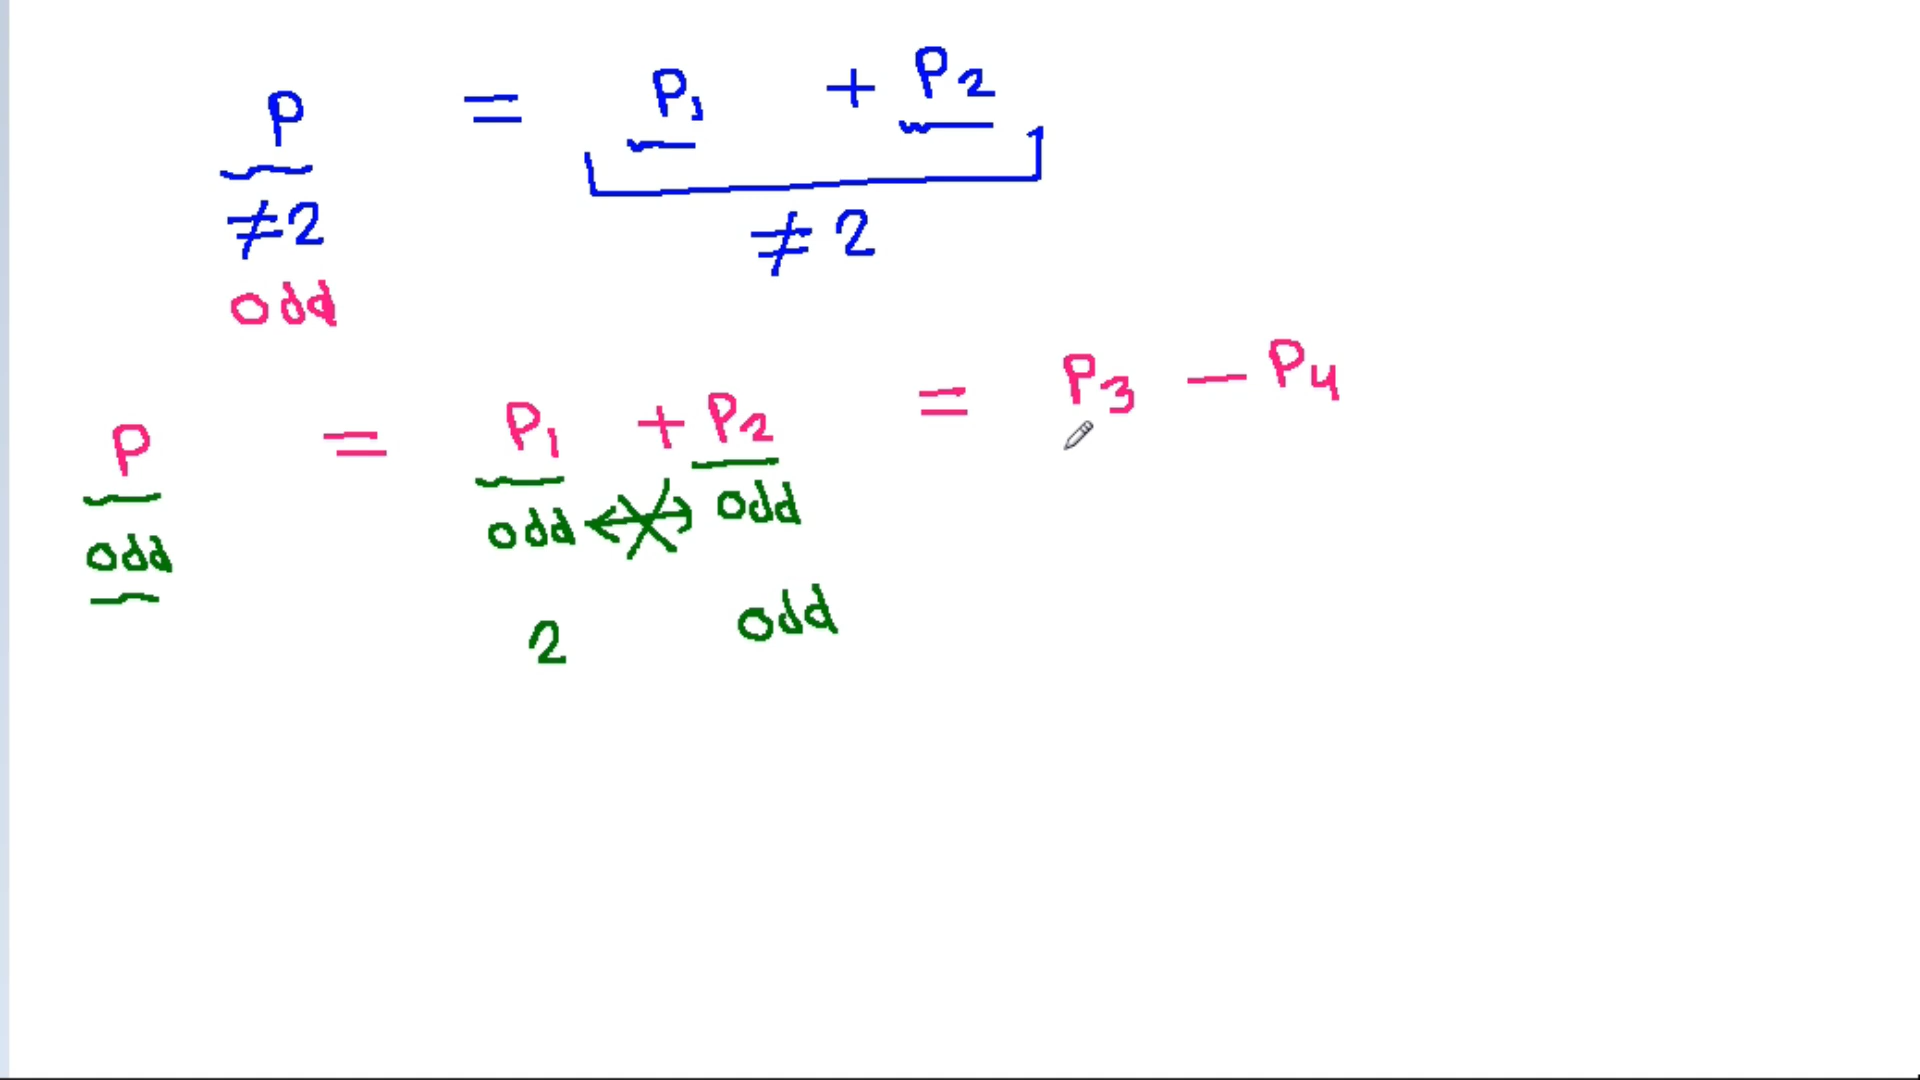 P = P1 + P2
≠2 ≠2
odd
P = P1 + P2 = P3 - P4
odd odd odd
2 odd